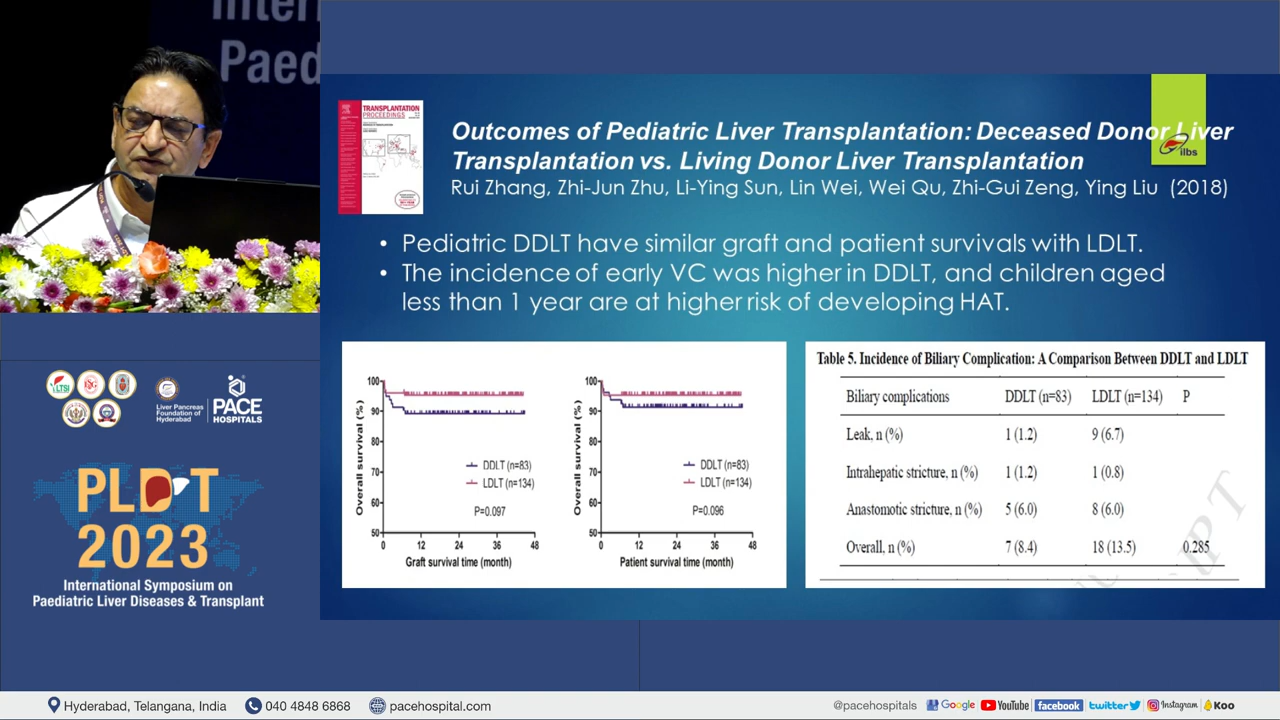 Inter
Paed
TRANSPLANTATION
PROCEEDINGS
Outcomes of Pediatric Liver Transplantation: Deceased Donor Liver
Transplantation vs. Living Donor Liver Transplantation
Rui Zhang, Zhi-Jun Zhu, Li-Ying Sun, Lin Wei, Wei Qu, Zhi-Gui Zeng, Ying Liu (2018)
ilbs
• Pediatric DDLT have similar graft and patient survivals with LDLT.
• The incidence of early VC was higher in DDLT, and children aged
less than 1 year are at higher risk of developing HAT.
Overall survival (%)
100
90
80
70
60
50
DDLT (n=83)
LDLT (n=134)
P=0.097
0 12 24 36 48
Graft survival time (month)
Overall survival (%)
100
90
80
70
60
50
DDLT (n=83)
LDLT (n=134)
P=0.096
0 12 24 36 48
Patient survival time (month)
Table 5. Incidence of Biliary Complication: A Comparison Between DDLT and LDLT
Biliary complications DDLT (n=83) LDLT (n=134) P
Leak, n (%) 1 (1.2) 9 (6.7)
Intrahepatic stricture, n (%) 1 (1.2) 1 (0.8)
Anastomotic stricture, n (%) 5 (6.0) 8 (6.0)
Overall, n (%) 7 (8.4) 18 (13.5) 0.285
LTSI
Liver Pancreas
Foundation of
Hyderabad
PACE
HOSPITALS
PLDT
2023
International Symposium on
Paediatric Liver Diseases & Transplant
Hyderabad, Telangana, India
040 4848 6868
pacehospital.com
@pacehospitals
Google
YouTube
facebook
twitter
Instagram
Koo